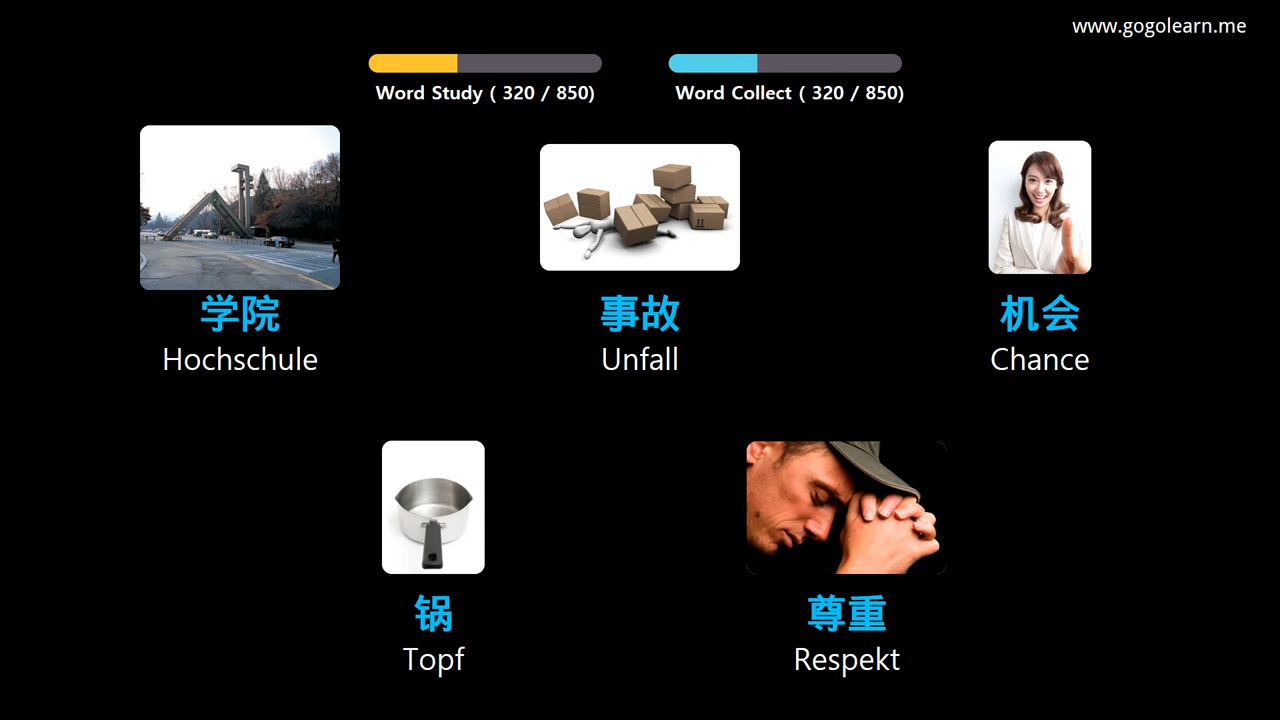 www.gogolearn.me
Word Study ( 320 / 850)
Word Collect ( 320 / 850)
学院
Hochschule
事故
Unfall
机会
Chance
锅
Topf
尊重
Respekt